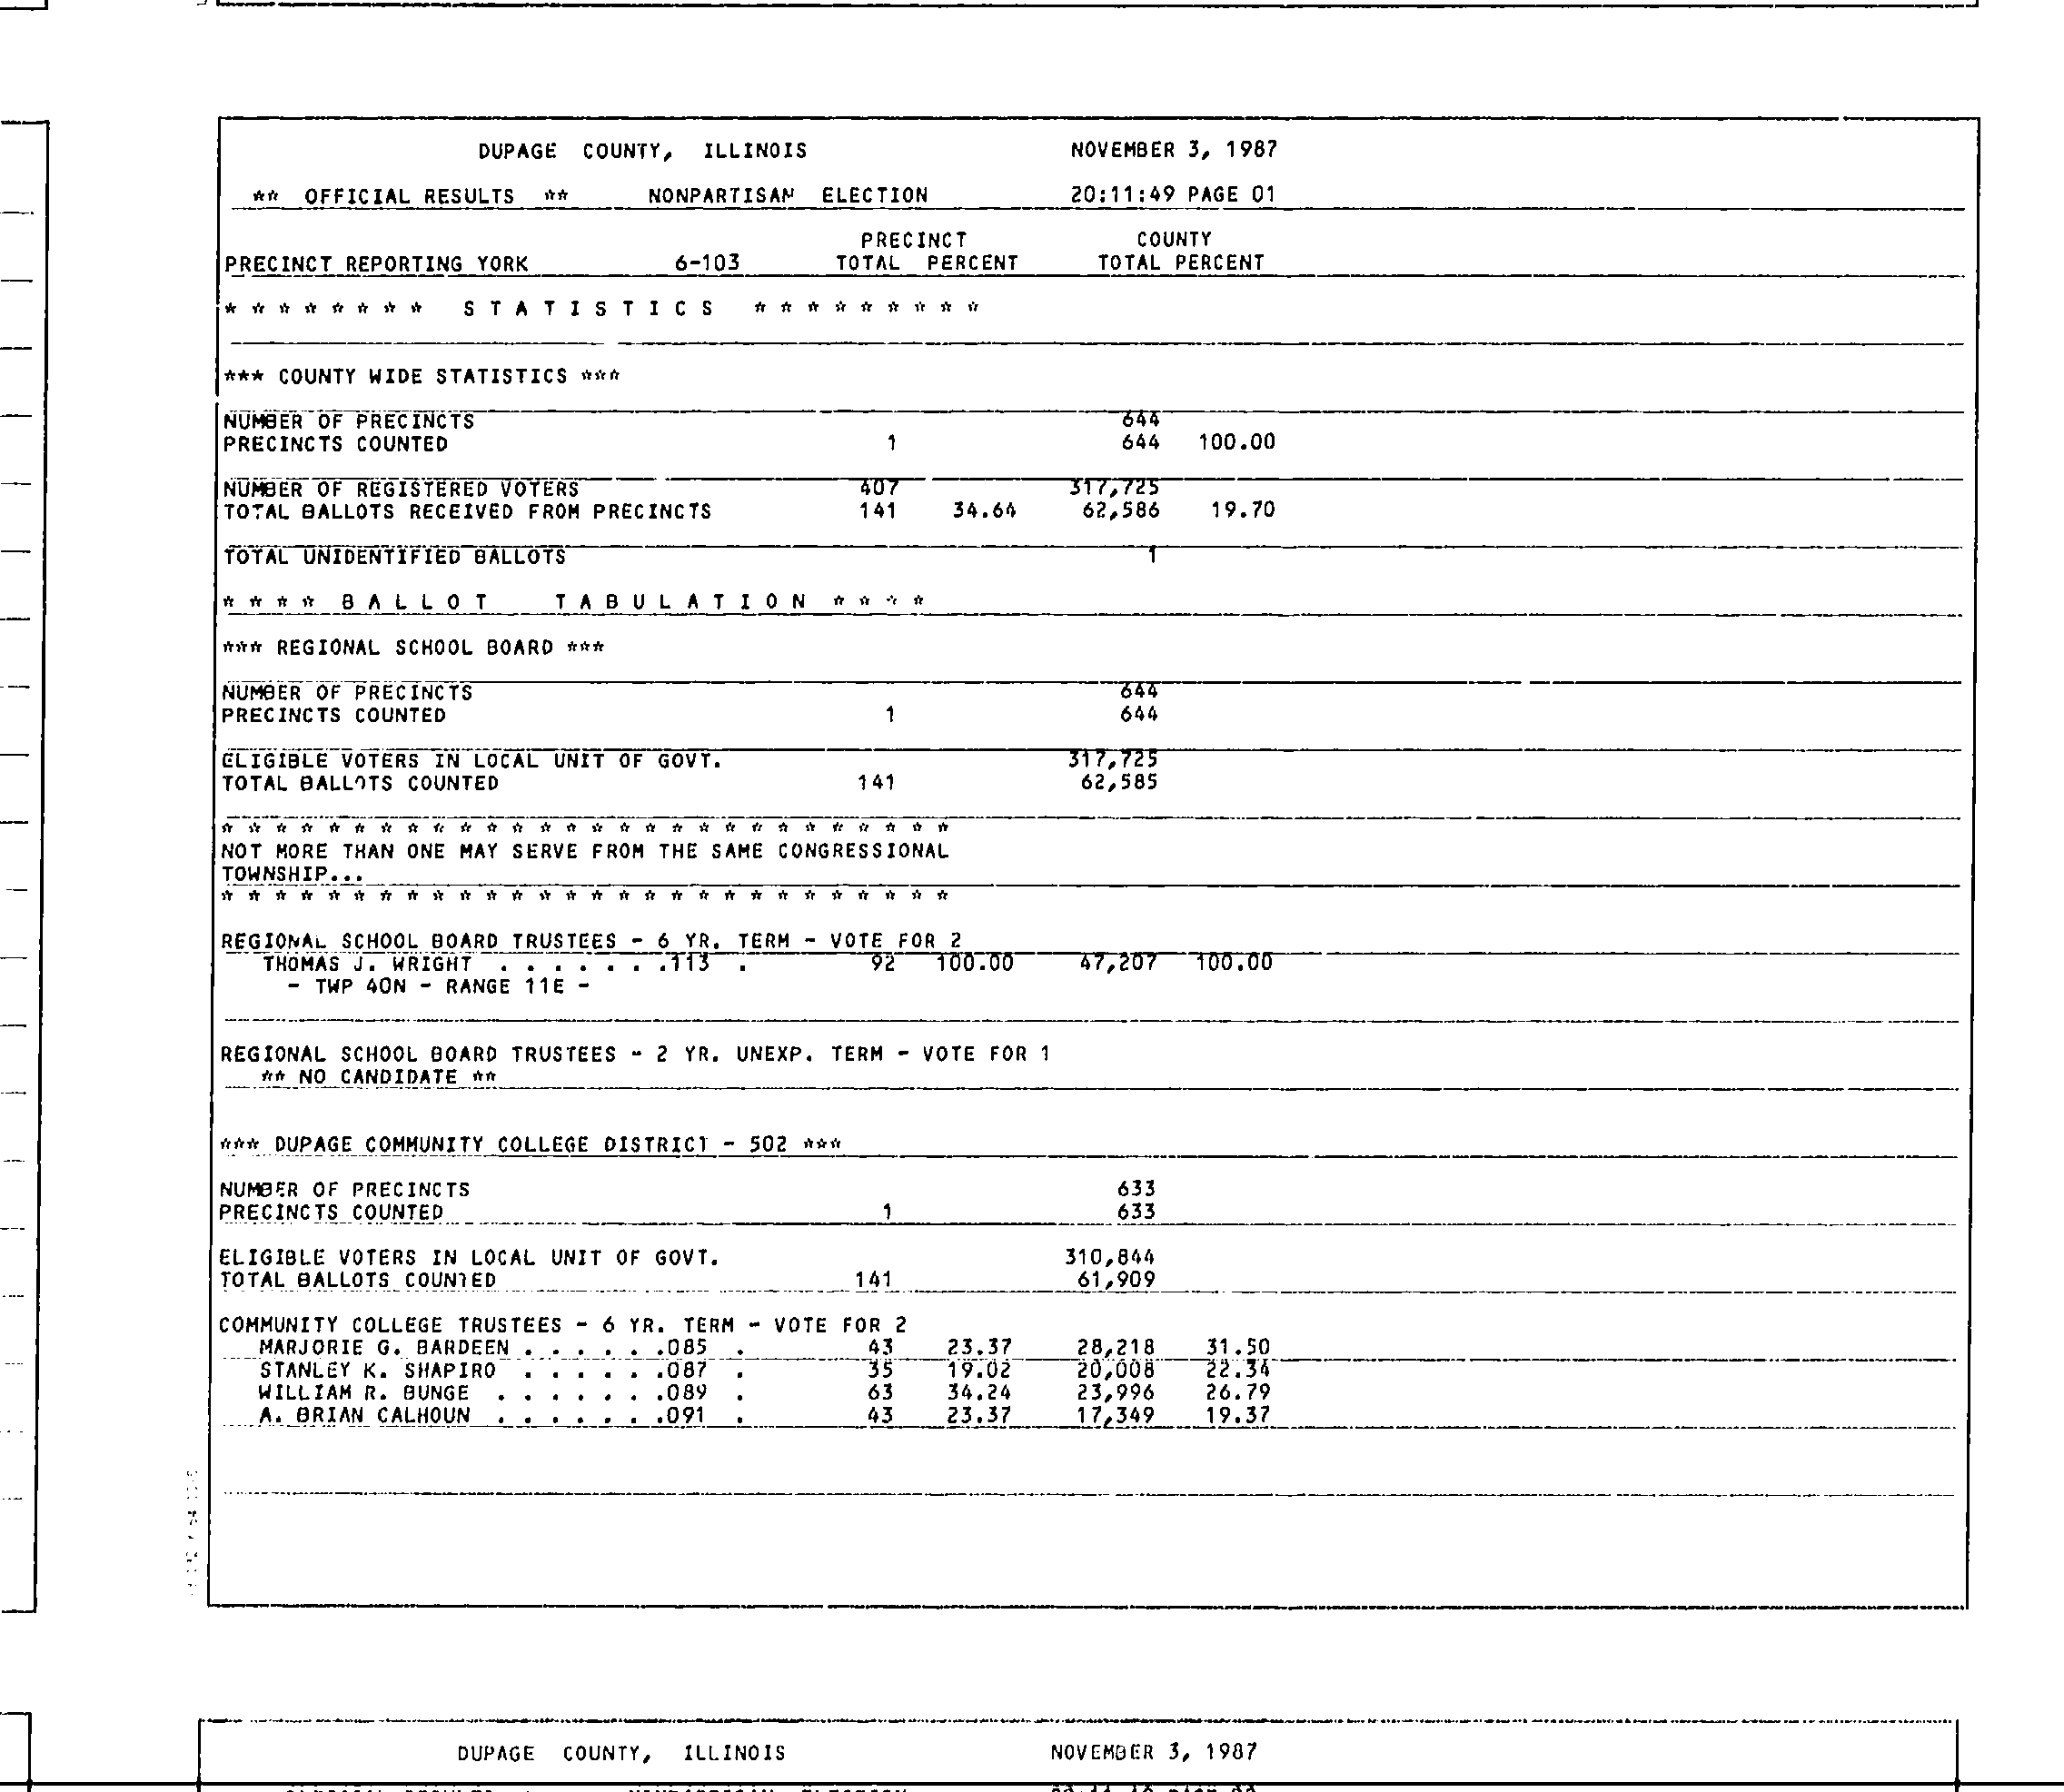 DUPAGE COUNTY, ILLINOIS NOVEMBER 3, 1987
** OFFICIAL RESULTS ** NONPARTISAN ELECTION 20:11:49 PAGE 01
PRECINCT COUNTY
PRECINCT REPORTING YORK 6-103 TOTAL PERCENT TOTAL PERCENT
* * * * * * * * S T A T I S T I C S * * * * * * * * *
*** COUNTY WIDE STATISTICS ***
NUMBER OF PRECINCTS 644
PRECINCTS COUNTED 1 644 100.00
NUMBER OF REGISTERED VOTERS 407 317,725
TOTAL BALLOTS RECEIVED FROM PRECINCTS 141 34.64 62,586 19.70
TOTAL UNIDENTIFIED BALLOTS 1
* * * * B A L L O T T A B U L A T I O N * * * *
*** REGIONAL SCHOOL BOARD ***
NUMBER OF PRECINCTS 644
PRECINCTS COUNTED 1 644
ELIGIBLE VOTERS IN LOCAL UNIT OF GOVT. 317,725
TOTAL BALLOTS COUNTED 141 62,585
* * * * * * * * * * * * * * * * * * * * * * * * * * * *
NOT MORE THAN ONE MAY SERVE FROM THE SAME CONGRESSIONAL
TOWNSHIP...
* * * * * * * * * * * * * * * * * * * * * * * * * * * *
REGIONAL SCHOOL BOARD TRUSTEES - 6 YR. TERM - VOTE FOR 2
THOMAS J. WRIGHT . . . . . . .113 . 92 100.00 47,207 100.00
- TWP 40N - RANGE 11E -
REGIONAL SCHOOL BOARD TRUSTEES - 2 YR. UNEXP. TERM - VOTE FOR 1
** NO CANDIDATE **
*** DUPAGE COMMUNITY COLLEGE DISTRICT - 502 ***
NUMBER OF PRECINCTS 633
PRECINCTS COUNTED 1 633
ELIGIBLE VOTERS IN LOCAL UNIT OF GOVT. 310,844
TOTAL BALLOTS COUNTED 141 61,909
COMMUNITY COLLEGE TRUSTEES - 6 YR. TERM - VOTE FOR 2
MARJORIE G. BARDEEN . . . . . .085 . 43 23.37 28,218 31.50
STANLEY K. SHAPIRO . . . . . .087 . 35 19.02 20,008 22.34
WILLIAM R. BUNGE . . . . . . .089 . 63 34.24 23,996 26.79
A. BRIAN CALHOUN . . . . . . .091 . 43 23.37 17,349 19.37
DUPAGE COUNTY, ILLINOIS NOVEMBER 3, 1987